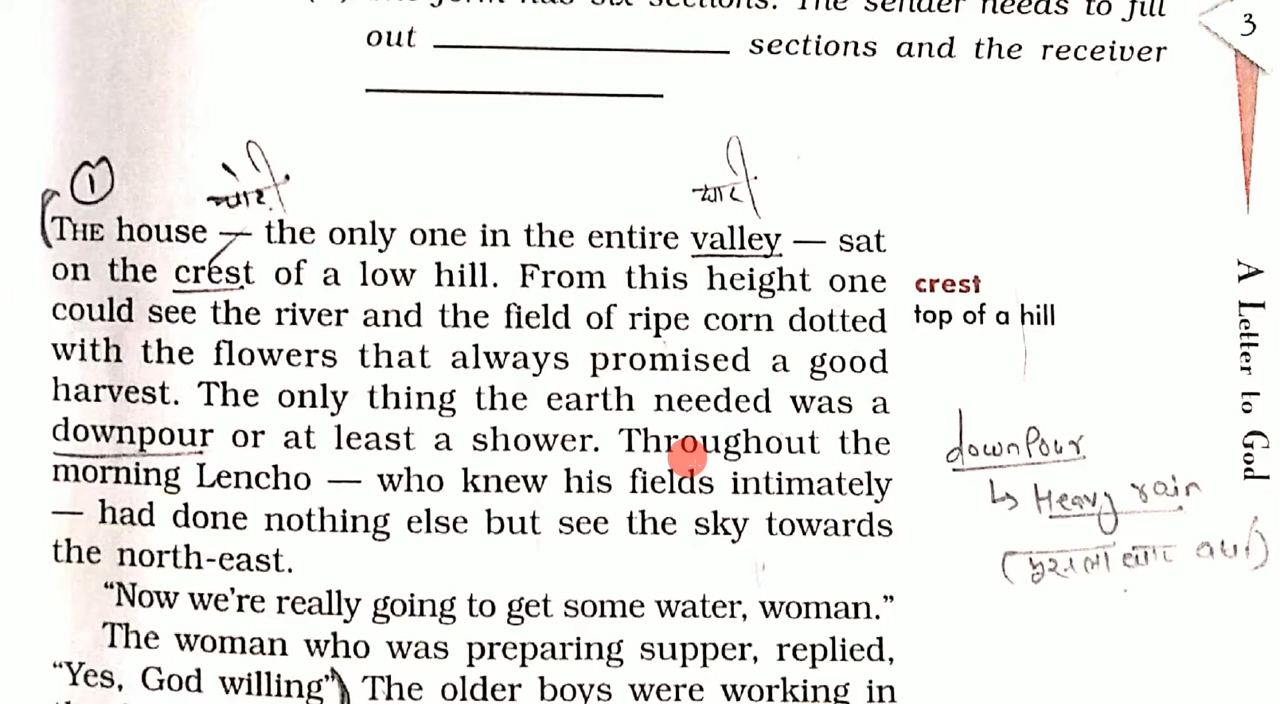 out ____________ sections and the receiver
____________
3
①
चोटी
घाटी
THE house — the only one in the entire valley — sat
on the crest of a low hill. From this height one
could see the river and the field of ripe corn dotted
with the flowers that always promised a good
harvest. The only thing the earth needed was a
downpour or at least a shower. Throughout the
morning Lencho — who knew his fields intimately
— had done nothing else but see the sky towards
the north-east.
“Now we're really going to get some water, woman.”
The woman who was preparing supper, replied,
“Yes, God willing”. The older boys were working in
crest
top of a hill
downpour
↳ Heavy rain
(मूसलाधार वर्षा)
A Letter to God